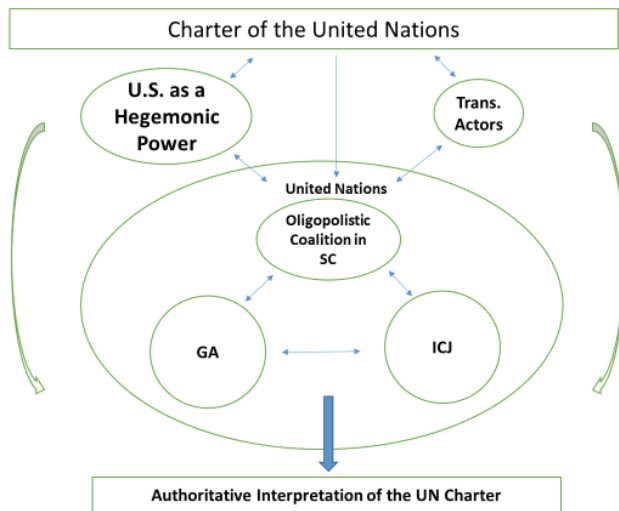 Charter of the United Nations
U.S. as a
Hegemonic
Power
Trans.
Actors
United Nations
Oligopolistic
Coalition in
SC
GA
ICJ
Authoritative Interpretation of the UN Charter